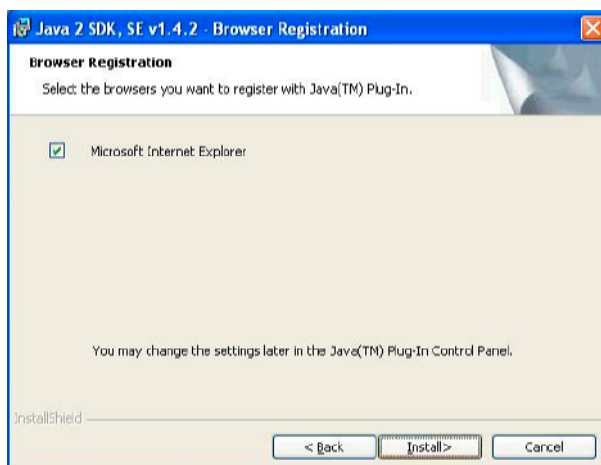 Java 2 SDK, SE v1.4.2 - Browser Registration
Browser Registration
Select the browsers you want to register with Java(TM) Plug-In.
Microsoft Internet Explorer
You may change the settings later in the Java(TM) Plug-In Control Panel.
InstallShield
< Back Install> Cancel